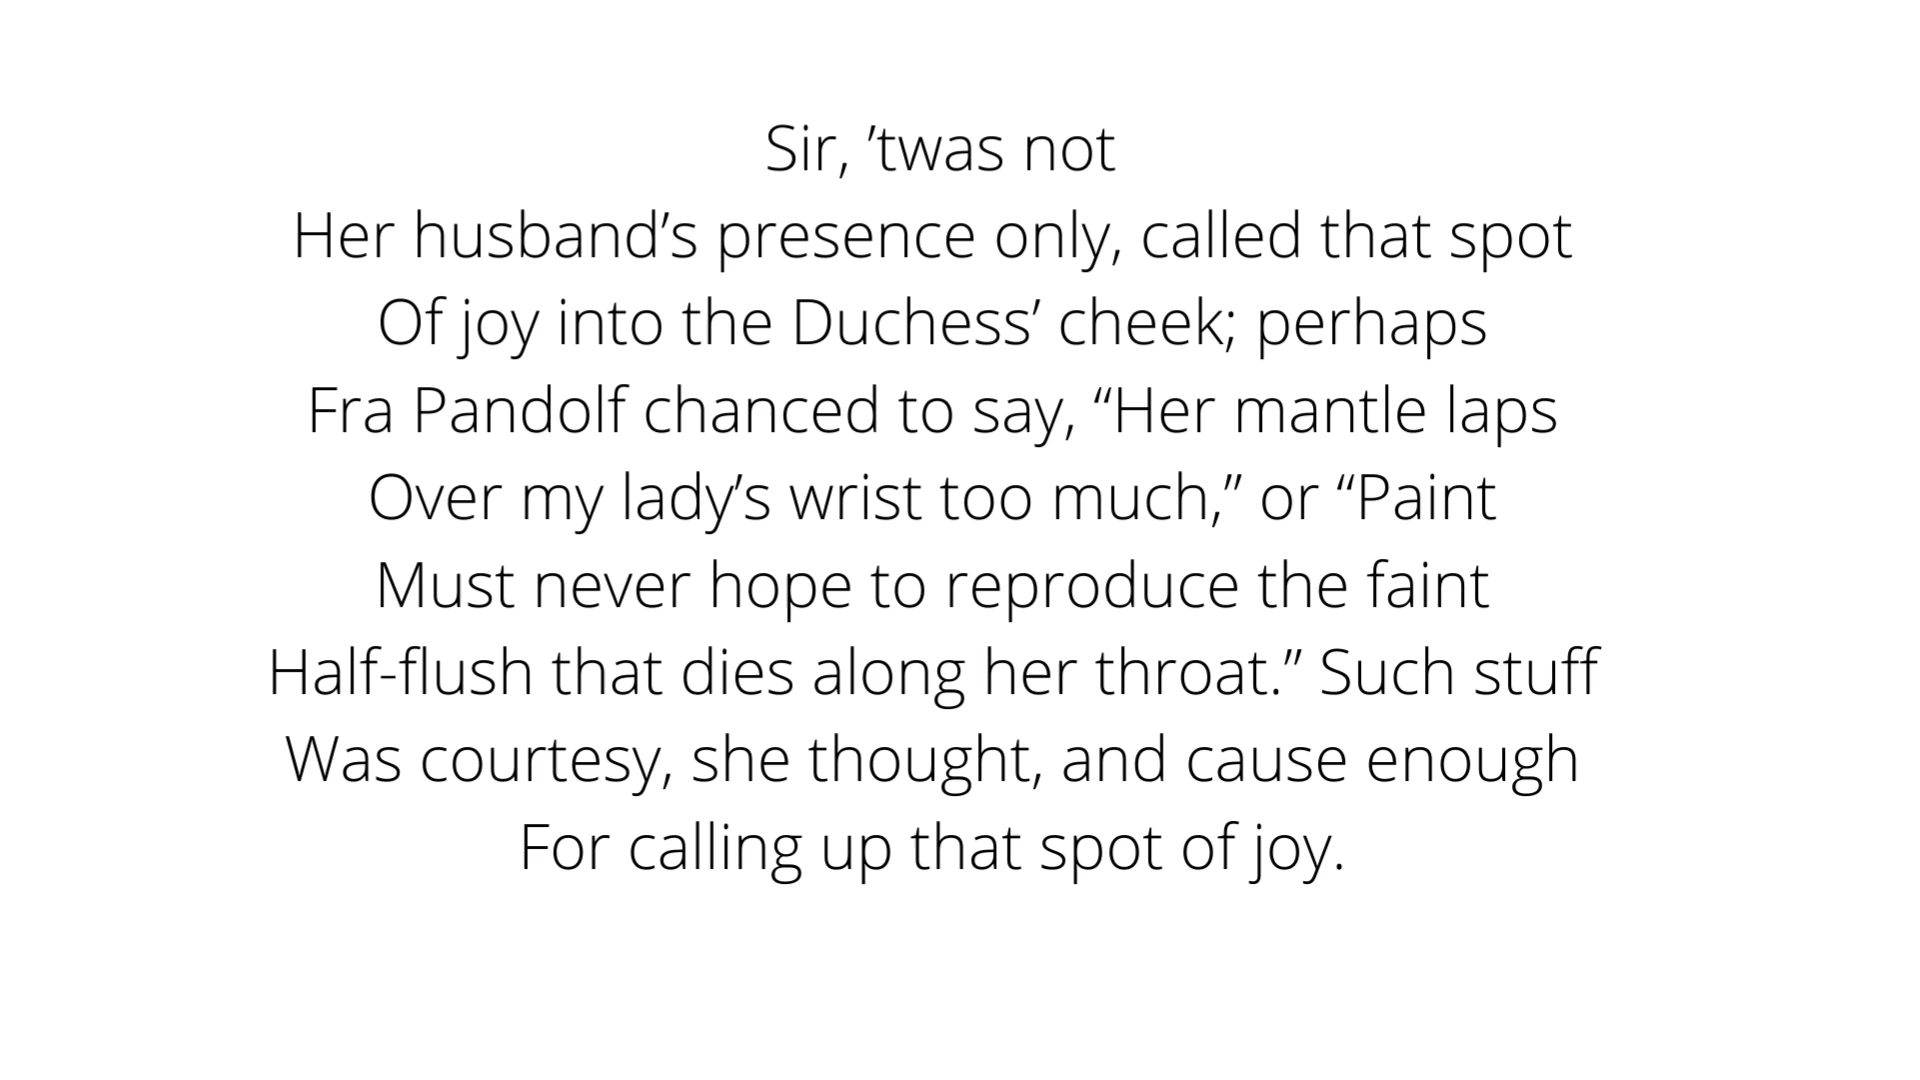 Sir, ’twas not
Her husband’s presence only, called that spot
Of joy into the Duchess’ cheek; perhaps
Fra Pandolf chanced to say, “Her mantle laps
Over my lady’s wrist too much,” or “Paint
Must never hope to reproduce the faint
Half-flush that dies along her throat.” Such stuff
Was courtesy, she thought, and cause enough
For calling up that spot of joy.